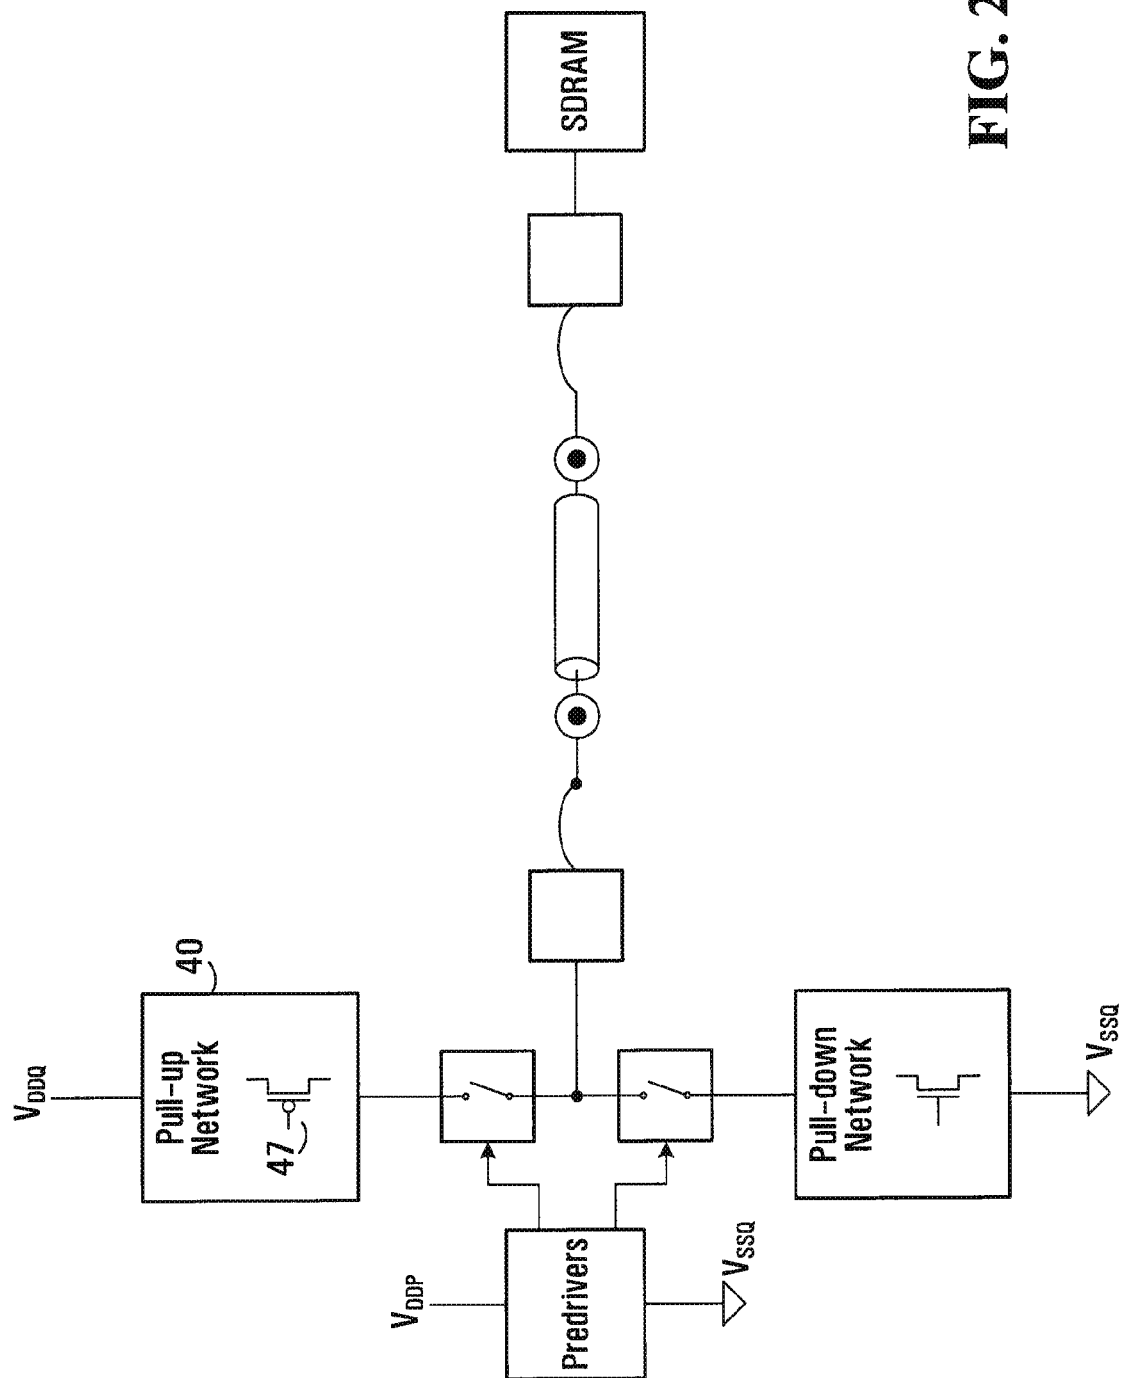 V_DDQ
Pull-up
Network
40
47
V_DDP
Predrivers
V_SSQ
Pull-down
Network
V_SSQ
SDRAM
FIG. 2